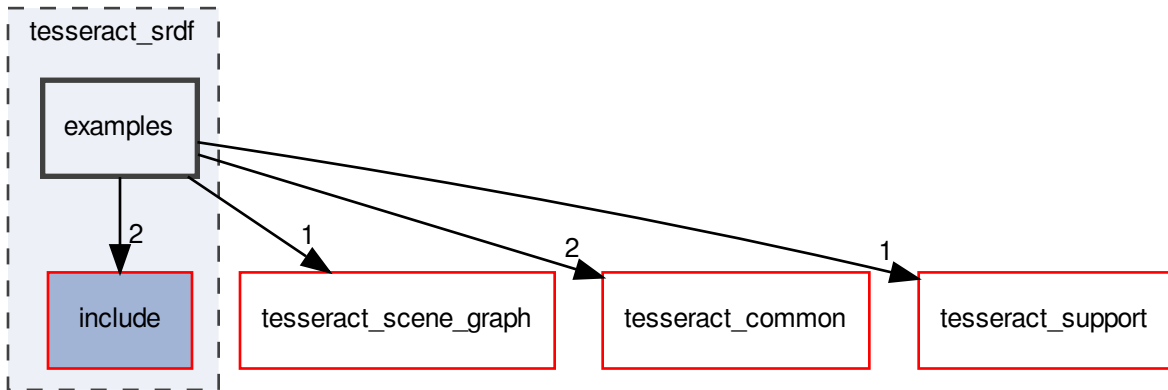 tesseract_srdf
examples
2
1
2
1
include
tesseract_scene_graph
tesseract_common
tesseract_support